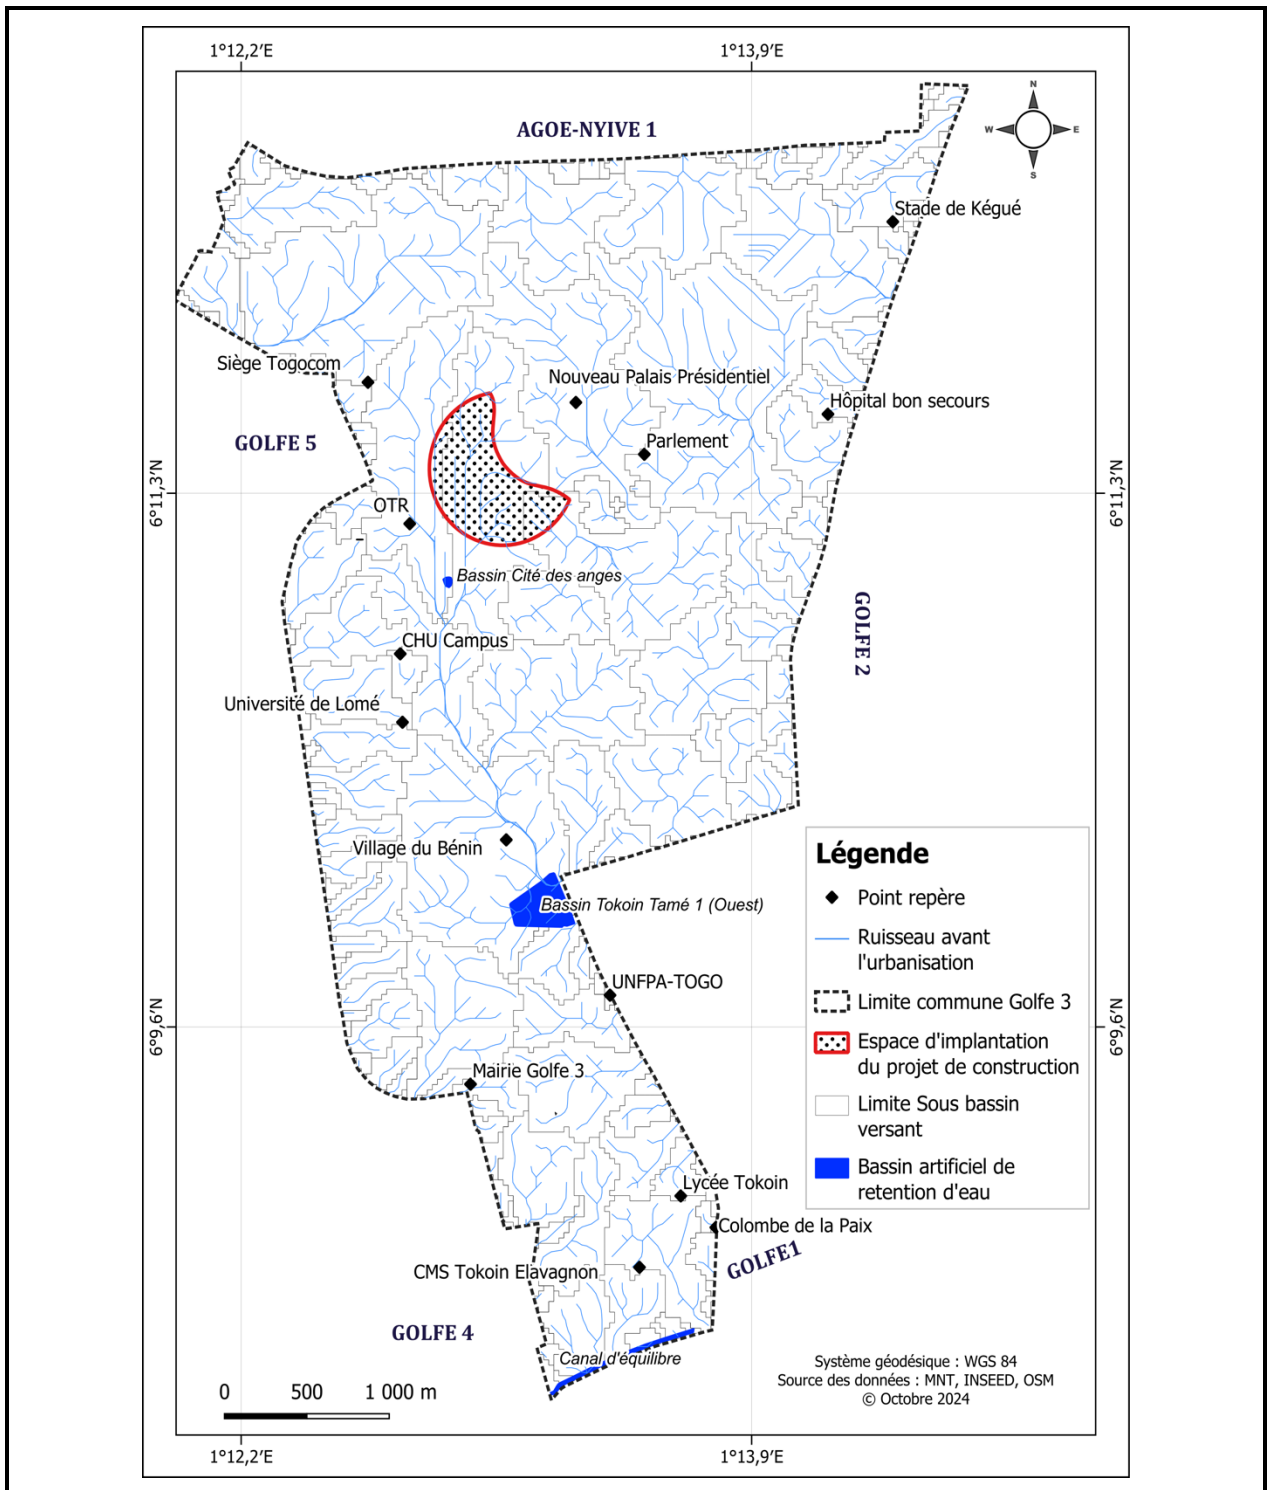 1°12,2′E
1°13,9′E
AGOE-NYIVE 1
N
W
E
S
Stade de Kégué
Siège Togocom
Nouveau Palais Présidentiel
Hôpital bon secours
GOLFE 5
Parlement
6°11,3′N
6°11,3′N
OTR
Bassin Cité des anges
GOLFE 2
CHU Campus
Université de Lomé
Village du Bénin
Bassin Tokoin Tamé 1 (Ouest)
UNFPA-TOGO
6°9,6′N
6°9,6′N
Mairie Golfe 3
Lycée Tokoin
Colombe de la Paix
GOLFE1
CMS Tokoin Elavagnon
GOLFE 4
Canal d'équilibre
Légende
Point repère
Ruisseau avant
l'urbanisation
Limite commune Golfe 3
Espace d'implantation
du projet de construction
Limite Sous bassin
versant
Bassin artificiel de
retention d'eau
Système géodésique : WGS 84
Source des données : MNT, INSEED, OSM
© Octobre 2024
0 500 1 000 m
1°12,2′E
1°13,9′E